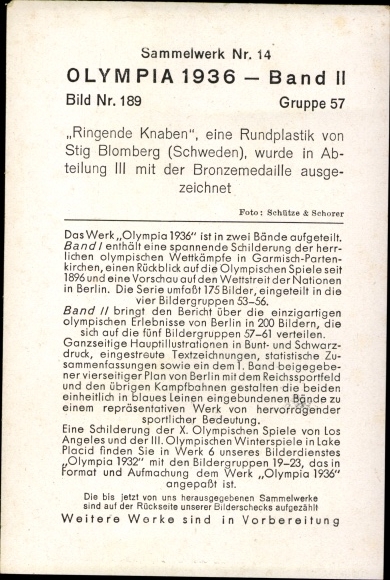 Sammelwerk Nr. 14
OLYMPIA 1936 — Band II
Bild Nr. 189 Gruppe 57
„Ringende Knaben“, eine Rundplastik von
Stig Blomberg (Schweden), wurde in Ab-
teilung III mit der Bronzemedaille ausge-
zeichnet
Foto: Schütze & Schorer
Das Werk „Olympia 1936“ ist in zwei Bände aufgeteilt.
Band I enthält eine spannende Schilderung der herr-
lichen olympischen Wettkämpfe in Garmisch-Parten-
kirchen, einen Rückblick auf die Olympischen Spiele seit
1896 und eine Vorschau auf den Wettstreit der Nationen
in Berlin. Die Serie umfaßt 175 Bilder, eingeteilt in die
vier Bildergruppen 53–56.
Band II bringt den Bericht über die einzigartigen
olympischen Erlebnisse von Berlin in 200 Bildern, die
sich auf die fünf Bildergruppen 57–61 verteilen.
Ganzseitige Hauptillustrationen in Bunt- und Schwarz-
druck, eingestreute Textzeichnungen, statistische Zu-
sammenfassungen sowie ein dem 1. Band beigegebe-
ner vierseitiger Plan von Berlin mit dem Reichssportfeld
und den übrigen Kampfbahnen gestalten die beiden
einheitlich in blaues Leinen eingebundenen Bände zu
einem repräsentativen Werk von hervorragender
sportlicher Bedeutung.
Eine Schilderung der X. Olympischen Spiele von Los
Angeles und der III. Olympischen Winterspiele in Lake
Placid finden Sie in Werk 6 unseres Bilderdienstes
„Olympia 1932“ mit den Bildergruppen 19–23, das in
Format und Aufmachung dem Werk „Olympia 1936“
angepaßt ist.
Die bis jetzt von uns herausgegebenen Sammelwerke
sind auf der Rückseite unserer Bilderschecks aufgezählt
Weitere Werke sind in Vorbereitung